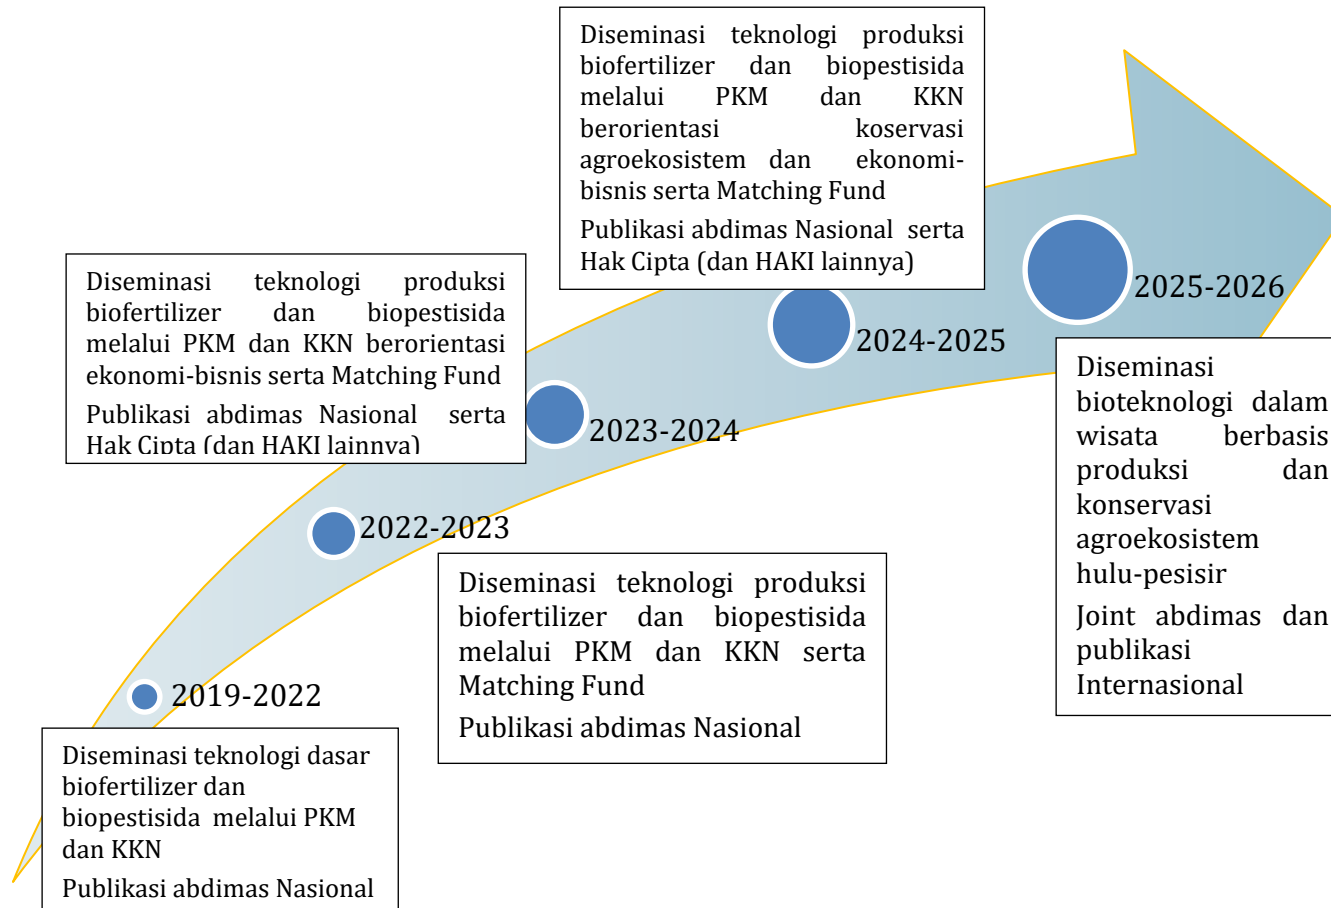 Diseminasi teknologi produksi
biofertilizer dan biopestisida
melalui PKM dan KKN
berorientasi koservasi
agroekosistem dan ekonomi-
bisnis serta Matching Fund
Publikasi abdimas Nasional serta
Hak Cipta (dan HAKI lainnya)
Diseminasi teknologi produksi
biofertilizer dan biopestisida
melalui PKM dan KKN berorientasi
ekonomi-bisnis serta Matching Fund
Publikasi abdimas Nasional serta
Hak Cipta (dan HAKI lainnya)
2025-2026
2024-2025
2023-2024
2022-2023
2019-2022
Diseminasi
bioteknologi dalam
wisata berbasis
produksi dan
konservasi
agroekosistem
hulu-pesisir
Joint abdimas dan
publikasi
Internasional
Diseminasi teknologi produksi
biofertilizer dan biopestisida
melalui PKM dan KKN serta
Matching Fund
Publikasi abdimas Nasional
Diseminasi teknologi dasar
biofertilizer dan
biopestisida melalui PKM
dan KKN
Publikasi abdimas Nasional